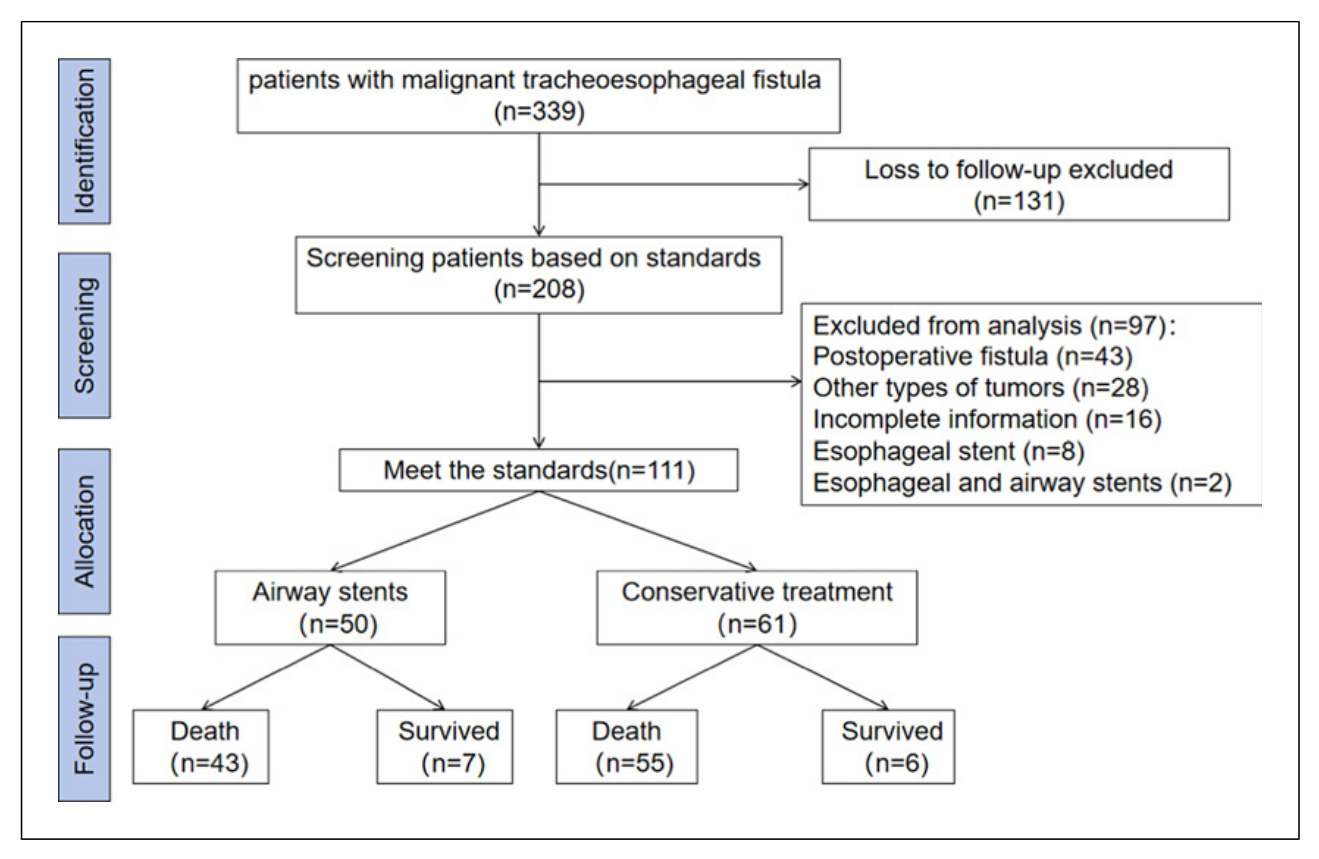 Identification
patients with malignant tracheoesophageal fistula
(n=339)
Loss to follow-up excluded
(n=131)
Screening
Screening patients based on standards
(n=208)
Excluded from analysis (n=97):
Postoperative fistula (n=43)
Other types of tumors (n=28)
Incomplete information (n=16)
Esophageal stent (n=8)
Esophageal and airway stents (n=2)
Allocation
Meet the standards(n=111)
Airway stents
(n=50)
Conservative treatment
(n=61)
Follow-up
Death
(n=43)
Survived
(n=7)
Death
(n=55)
Survived
(n=6)